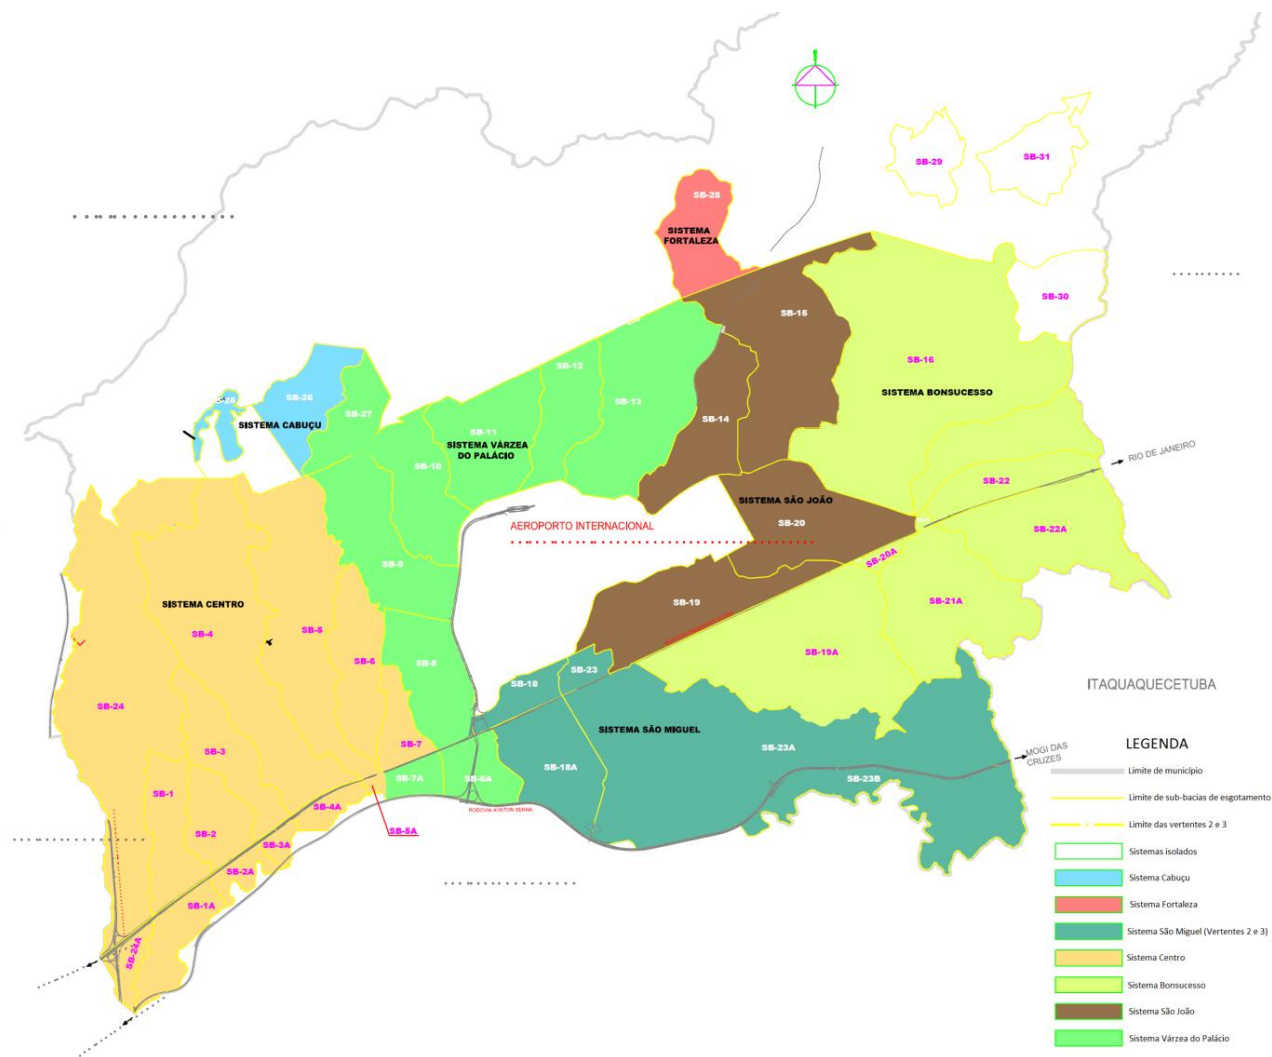 SB-29
SB-31
SB-28
SISTEMA
FORTALEZA
SB-30
SB-15
SB-16
SISTEMA BONSUCESSO
SB-12
SB-13
SB-14
SB-26
SISTEMA CABUÇU
SB-27
SB-11
SISTEMA VÁRZEA
DO PALÁCIO
SB-10
RIO DE JANEIRO
SB-22
SISTEMA SÃO JOÃO
SB-20
AEROPORTO INTERNACIONAL
SB-22A
SB-20A
SB-9
SISTEMA CENTRO
SB-4
SB-5
SB-19
SB-21A
SB-6
SB-8
SB-19A
SB-23
SB-18
ITAQUAQUECETUBA
SB-24
SISTEMA SÃO MIGUEL
SB-3
SB-7
SB-23A
MOGI DAS
CRUZES
SB-18A
SB-7A
SB-8A
SB-23B
SB-1
SB-4A
RODOVIA AYRTON SENNA
SB-2
SB-5A
SB-3A
SB-2A
SB-1A
SB-24A
LEGENDA
Limite de município
Limite de sub-bacias de esgotamento
Limite das vertentes 2 e 3
Sistemas isolados
Sistema Cabuçu
Sistema Fortaleza
Sistema São Miguel (Vertentes 2 e 3)
Sistema Centro
Sistema Bonsucesso
Sistema São João
Sistema Várzea do Palácio